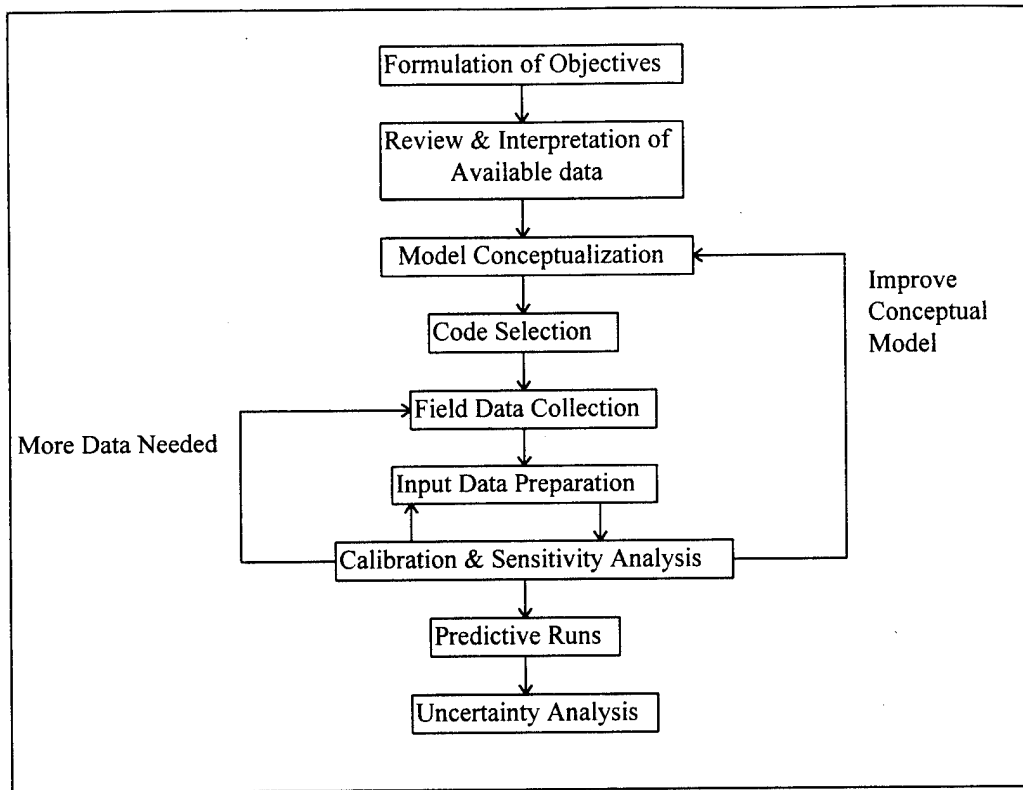 Formulation of Objectives
Review & Interpretation of
Available data
Model Conceptualization
Improve
Conceptual
Model
Code Selection
Field Data Collection
More Data Needed
Input Data Preparation
Calibration & Sensitivity Analysis
Predictive Runs
Uncertainty Analysis